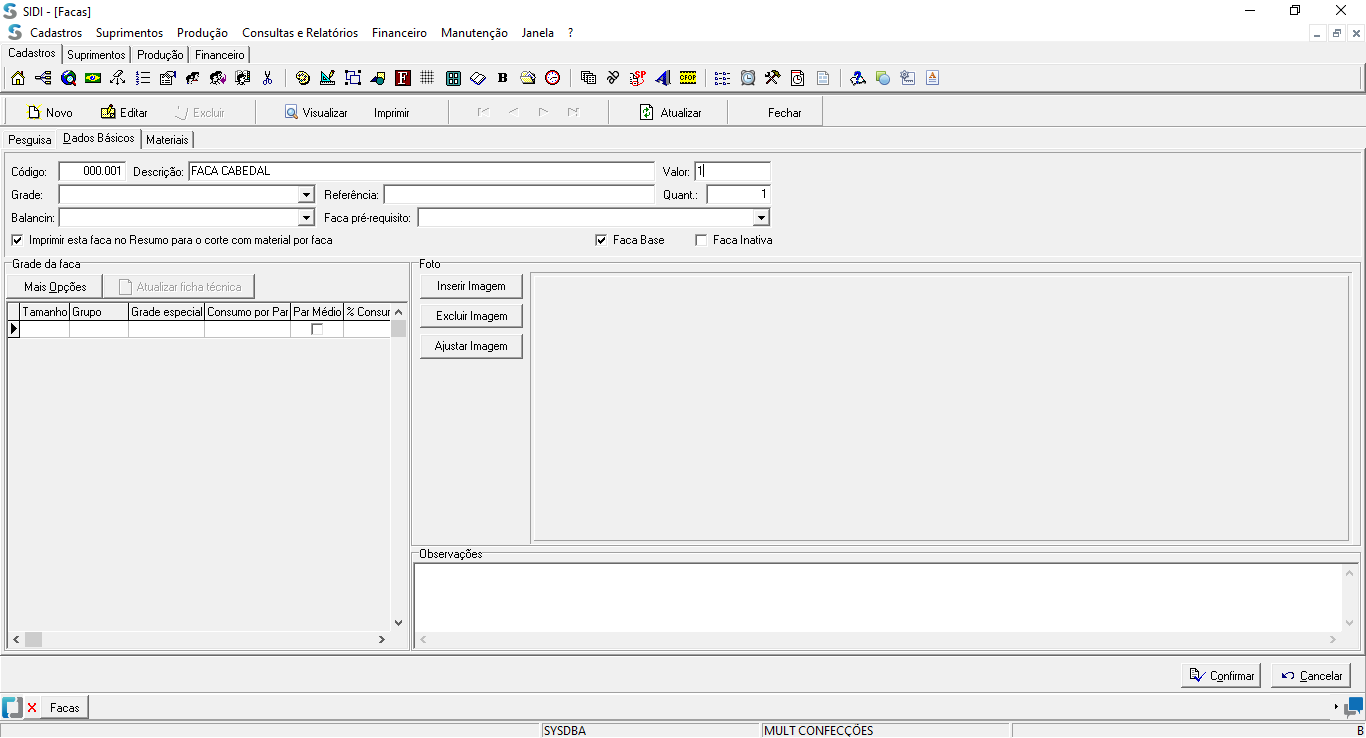 SIDI - [Facas]
Cadastros Suprimentos Produção Consultas e Relatórios Financeiro Manutenção Janela ?
Cadastros Suprimentos Produção Financeiro
F B SP CFOP A
Novo Editar Excluir Visualizar Imprimir Atualizar Fechar
Pesquisa Dados Básicos Materiais
Código: 000.001 Descrição: FACA CABEDAL Valor: 1
Grade: Referência: Quant.: 1
Balancin: Faca pré-requisito:
Imprimir esta faca no Resumo para o corte com material por faca Faca Base Faca Inativa
Grade da faca Foto
Mais Opções Atualizar ficha técnica Inserir Imagem
Tamanho Grupo Grade especial Consumo por Par Par Médio % Consur
Excluir Imagem
Ajustar Imagem
Observações
Confirmar Cancelar
Facas
SYSDBA MULT CONFECÇÕES B